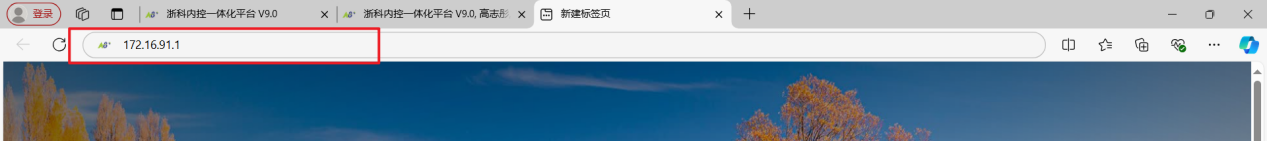 登录
浙科内控一体化平台 V9.0
浙科内控一体化平台 V9.0, 高志彤
新建标签页
172.16.91.1